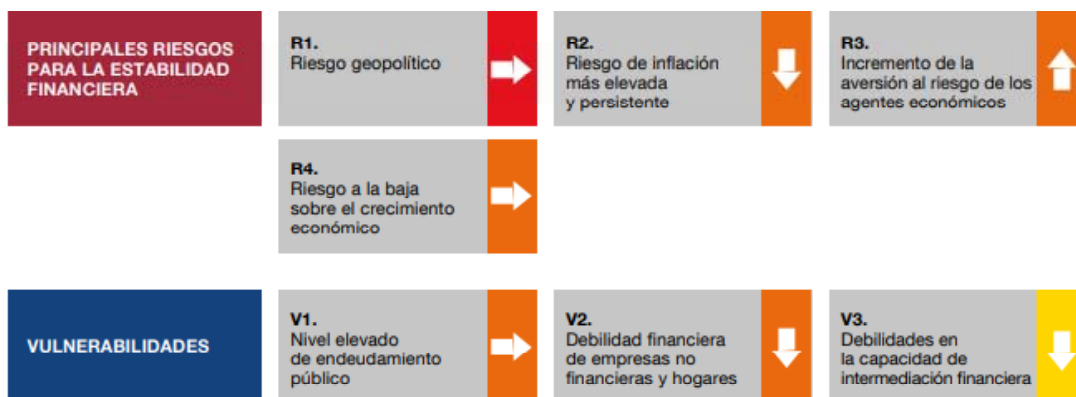 PRINCIPALES RIESGOS
PARA LA ESTABILIDAD
FINANCIERA
R1.
Riesgo geopolítico
R2.
Riesgo de inflación
más elevada
y persistente
R3.
Incremento de la
aversión al riesgo de los
agentes económicos
R4.
Riesgo a la baja
sobre el crecimiento
económico
VULNERABILIDADES
V1.
Nivel elevado
de endeudamiento
público
V2.
Debilidad financiera
de empresas no
financieras y hogares
V3.
Debilidades en
la capacidad de
intermediación financiera